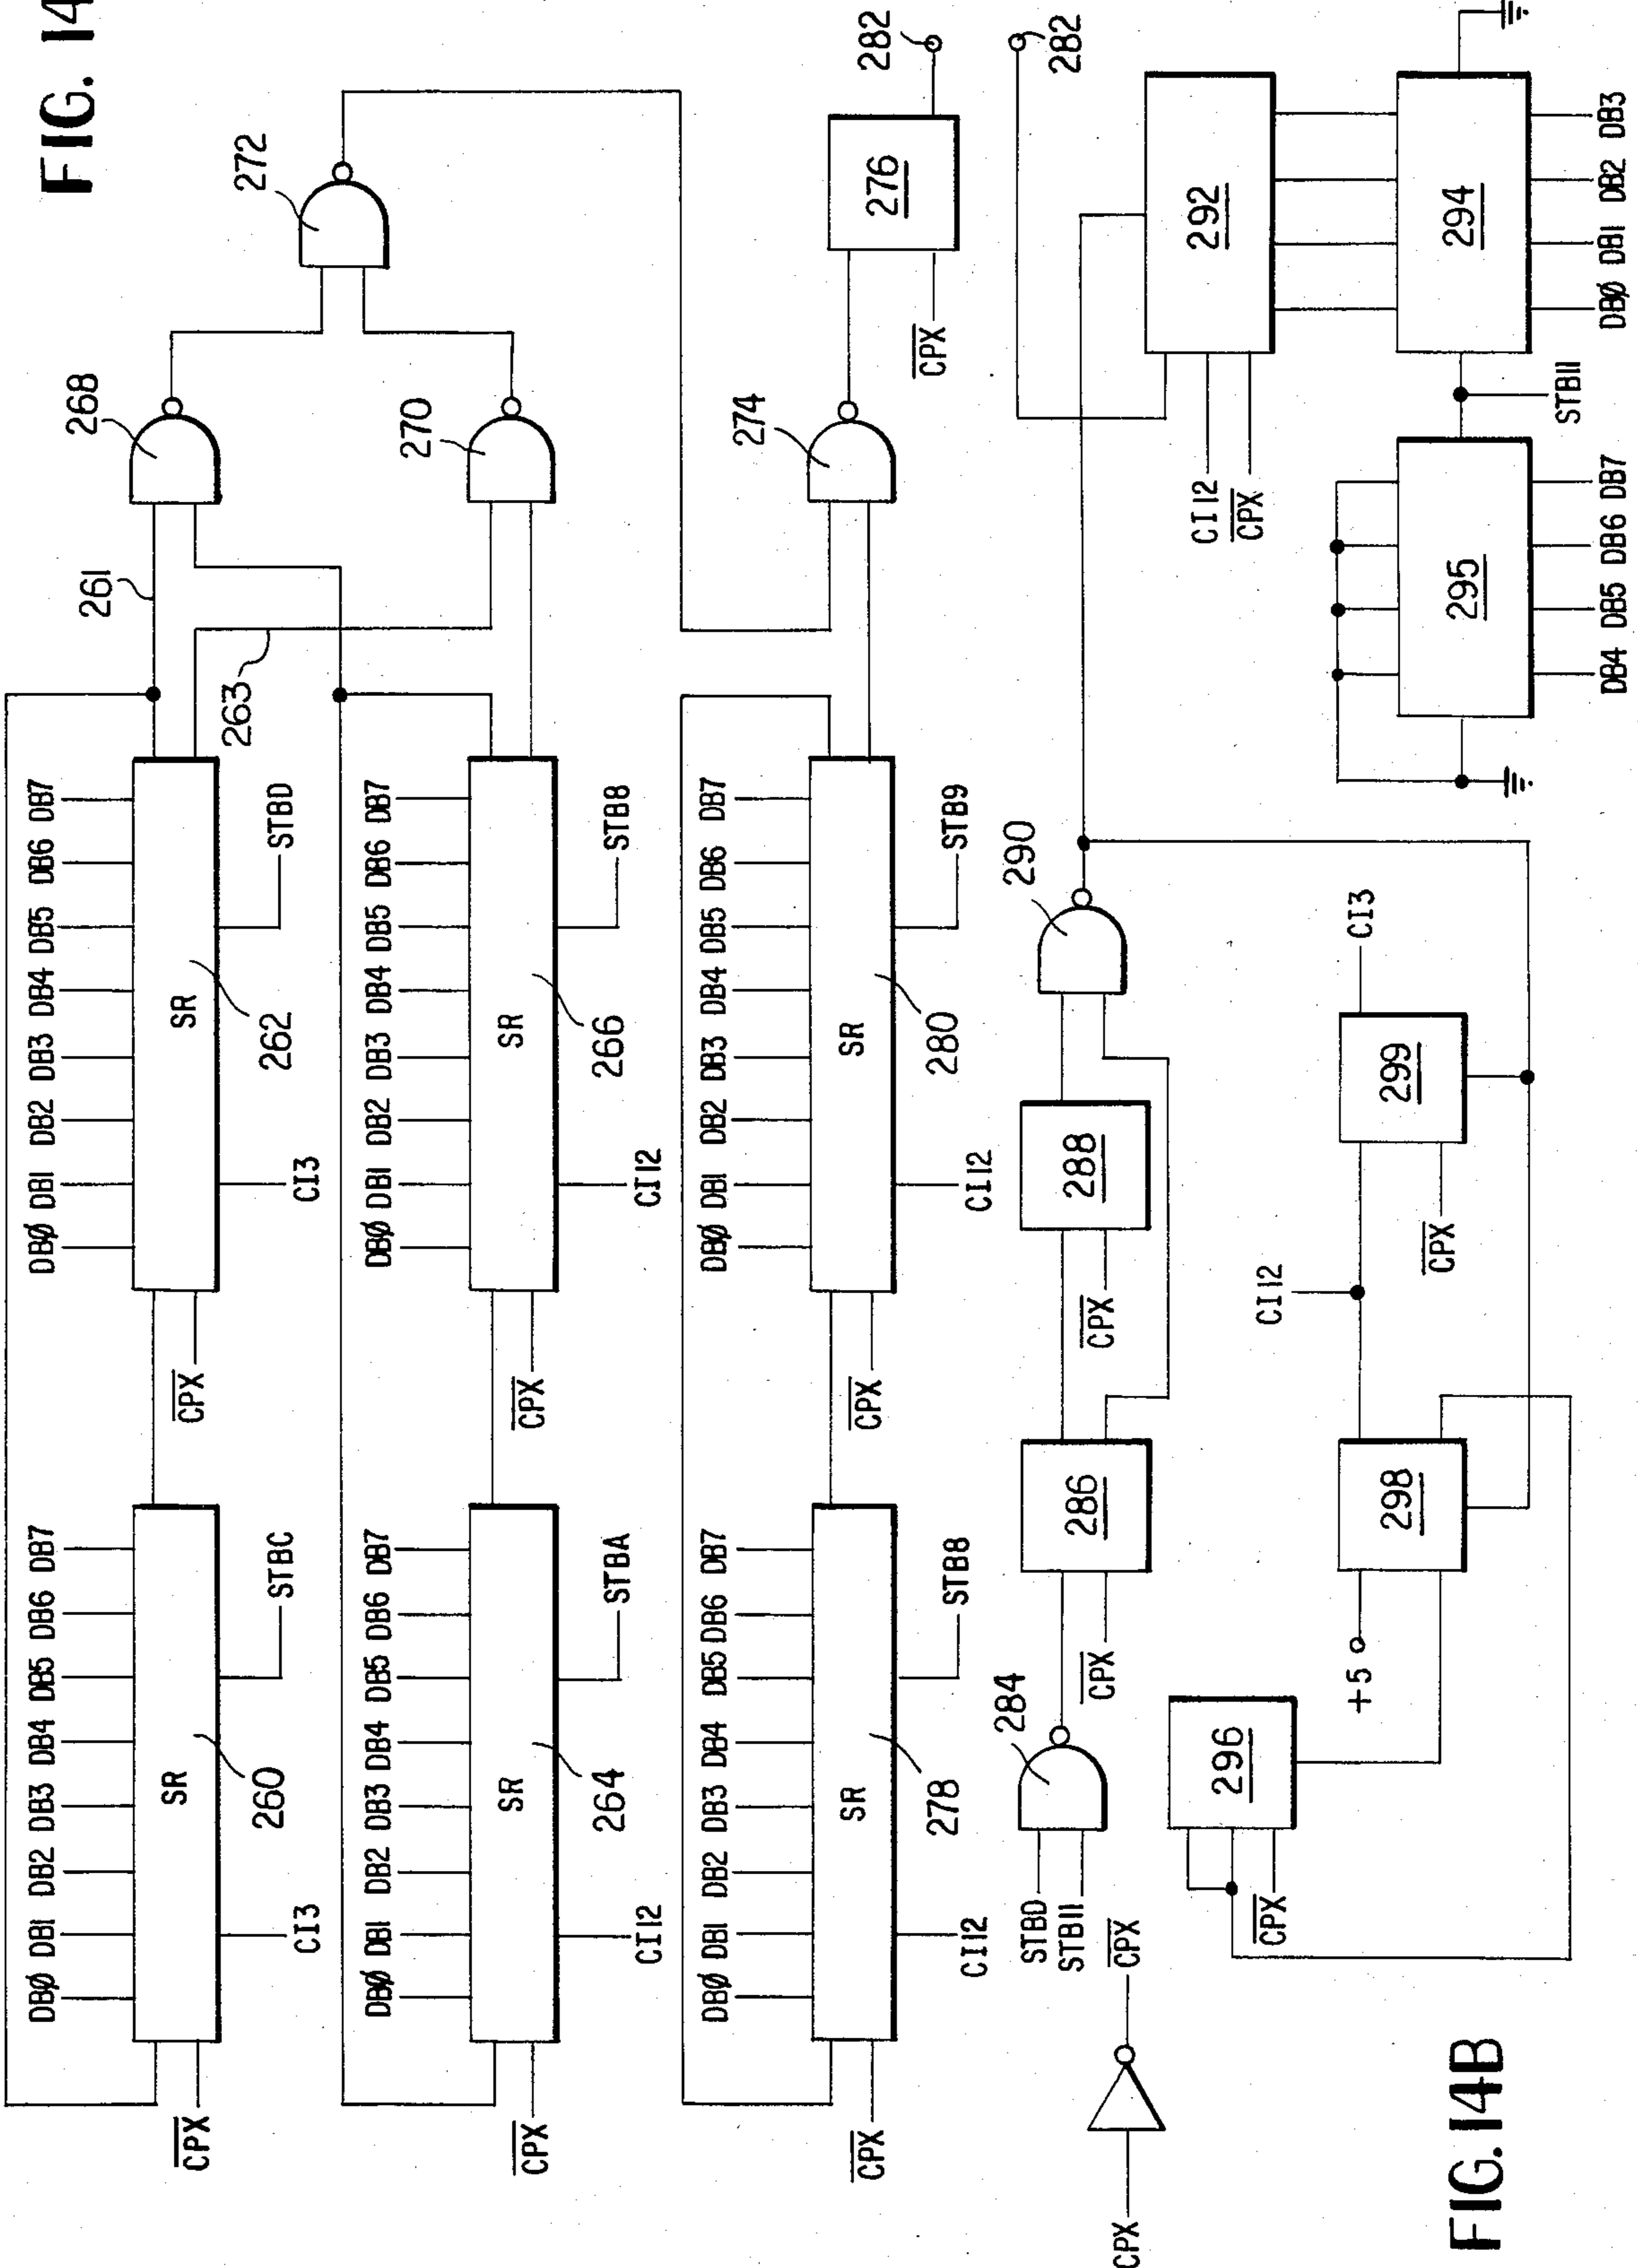 FIG. 14
DBØ DB1 DB2 DB3 DB4 DB5 DB6 DB7
DBØ DB1 DB2 DB3 DB4 DB5 DB6 DB7
SR
SR
260
262
CI3
STBC
CI3
STBD
CPX
CPX
261
263
268
272
DBØ DB1 DB2 DB3 DB4 DB5 DB6 DB7
DBØ DB1 DB2 DB3 DB4 DB5 DB6 DB7
SR
SR
264
266
CI12
STBA
CI12
STB8
CPX
CPX
270
DBØ DB1 DB2 DB3 DB4 DB5 DB6 DB7
DBØ DB1 DB2 DB3 DB4 DB5 DB6 DB7
SR
SR
278
280
CI12
STB8
CI12
STB9
CPX
CPX
274
276
CPX
282
282
STBD
STB11
284
286
CPX
288
CPX
290
CPX
CPX
296
CPX
+5
298
CI12
299
CPX
CI3
292
CI12
CPX
294
295
STB11
DB4 DB5 DB6 DB7
DBØ DB1 DB2 DB3
FIG. 14B